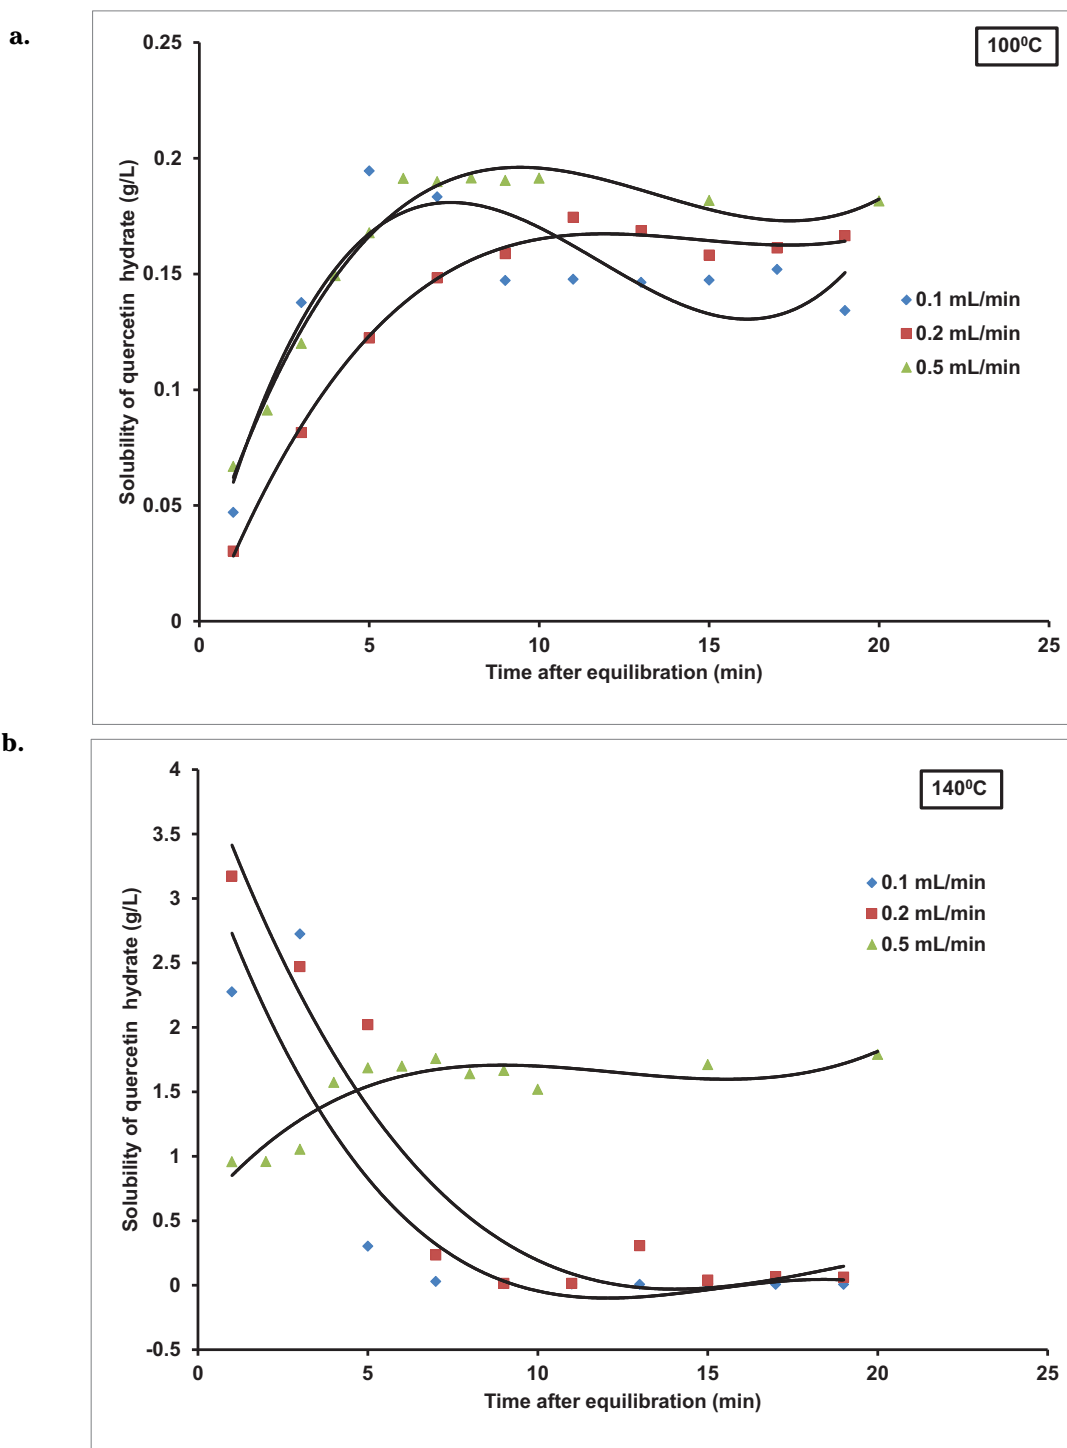 a.
100⁰C
0.25
0.2
0.15
0.1
0.05
0
Solubility of quercetin hydrate (g/L)
0.1 mL/min
0.2 mL/min
0.5 mL/min
0 5 10 15 20 25
Time after equilibration (min)
b.
140⁰C
4
3.5
3
2.5
2
1.5
1
0.5
0
-0.5
Solubility of quercetin hydrate (g/L)
0.1 mL/min
0.2 mL/min
0.5 mL/min
0 5 10 15 20 25
Time after equilibration (min)